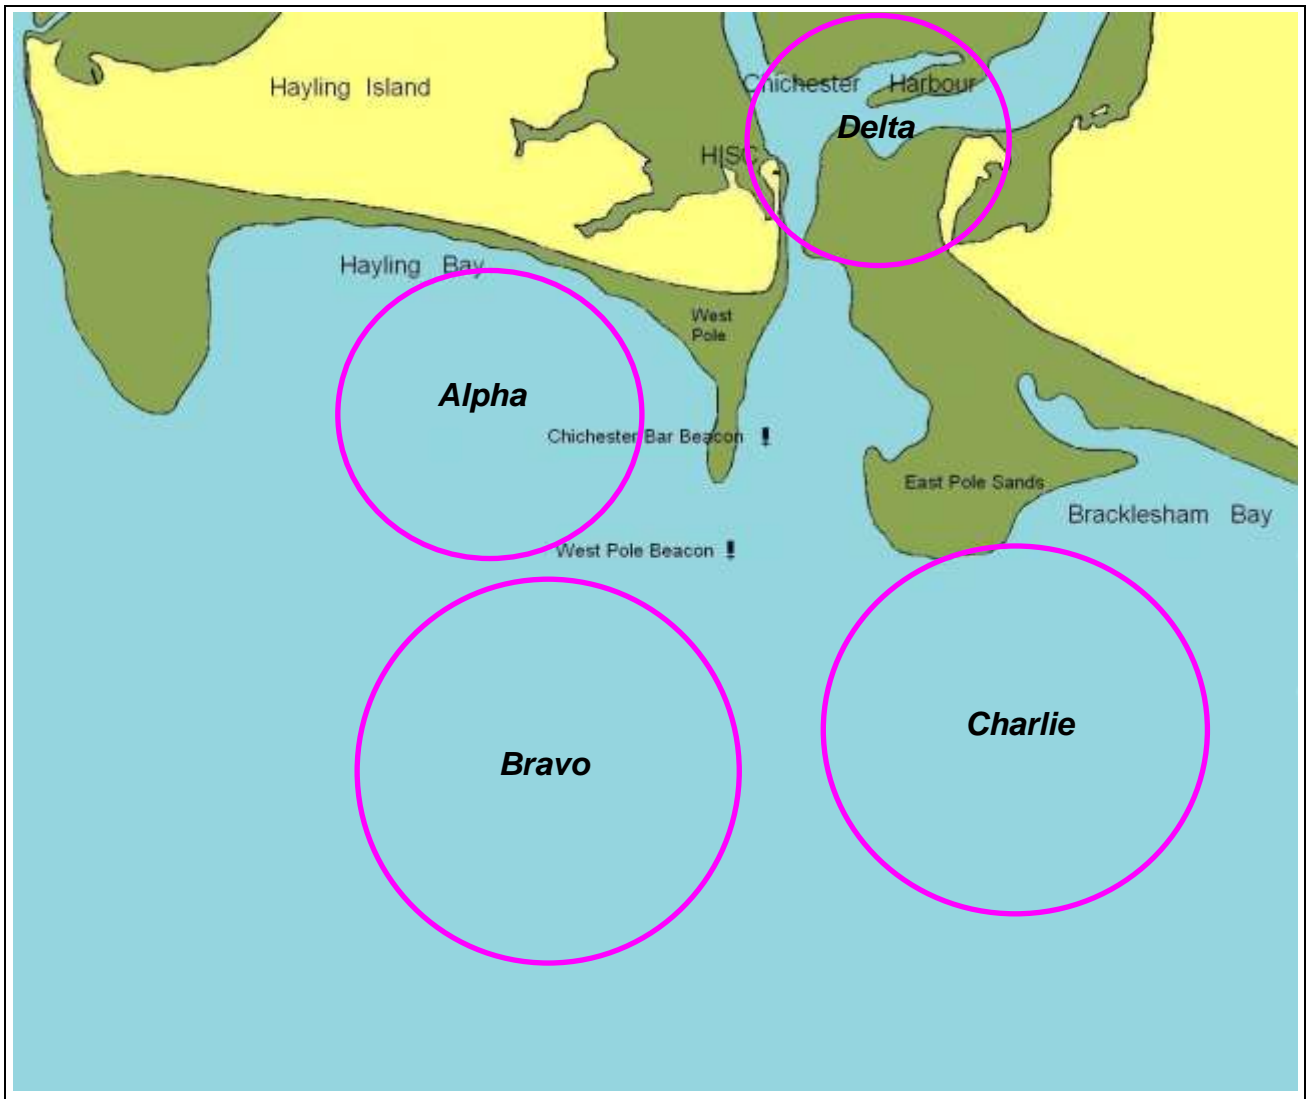 Hayling Island
Chichester Harbour
Delta
HISC
Hayling Bay
West
Pole
Alpha
Chichester Bar Beacon
East Pole Sands
Bracklesham Bay
West Pole Beacon
Charlie
Bravo